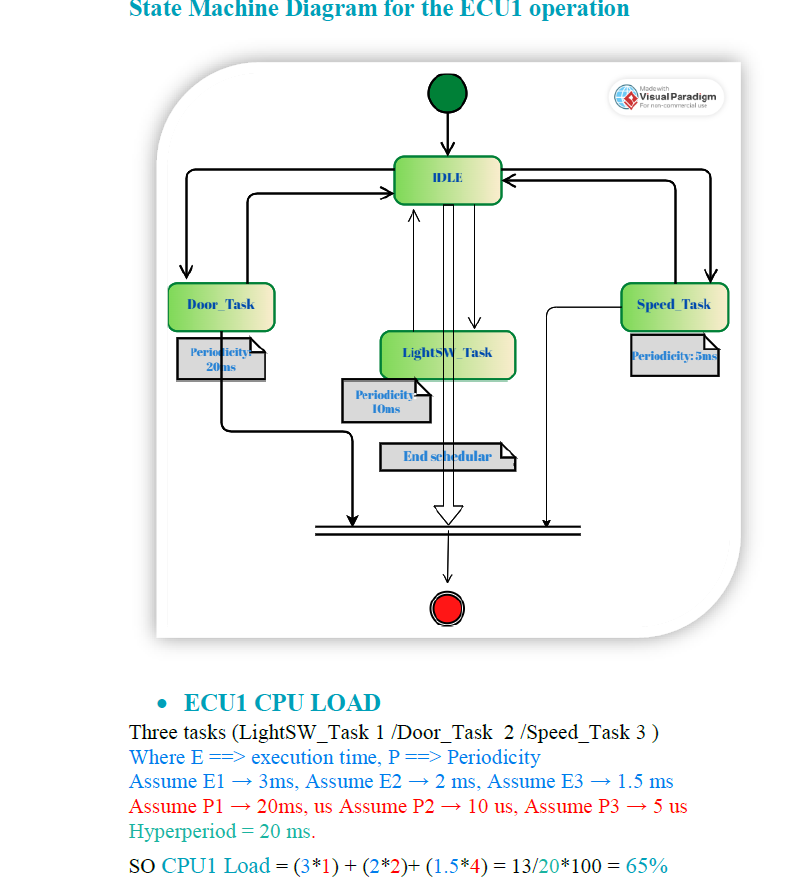 State Machine Diagram for the ECU1 operation
Made with
Visual Paradigm
For non-commercial use
IDLE
Door_Task
Speed_Task
Periodicity:
20ms
LightSW_Task
Periodicity:5ms
Periodicity
10ms
End schedular
• ECU1 CPU LOAD
Three tasks (LightSW_Task 1 /Door_Task 2 /Speed_Task 3 )
Where E ==> execution time, P ==> Periodicity
Assume E1 → 3ms, Assume E2 → 2 ms, Assume E3 → 1.5 ms
Assume P1 → 20ms, us Assume P2 → 10 us, Assume P3 → 5 us
Hyperperiod = 20 ms.
SO CPU1 Load = (3*1) + (2*2)+ (1.5*4) = 13/20*100 = 65%